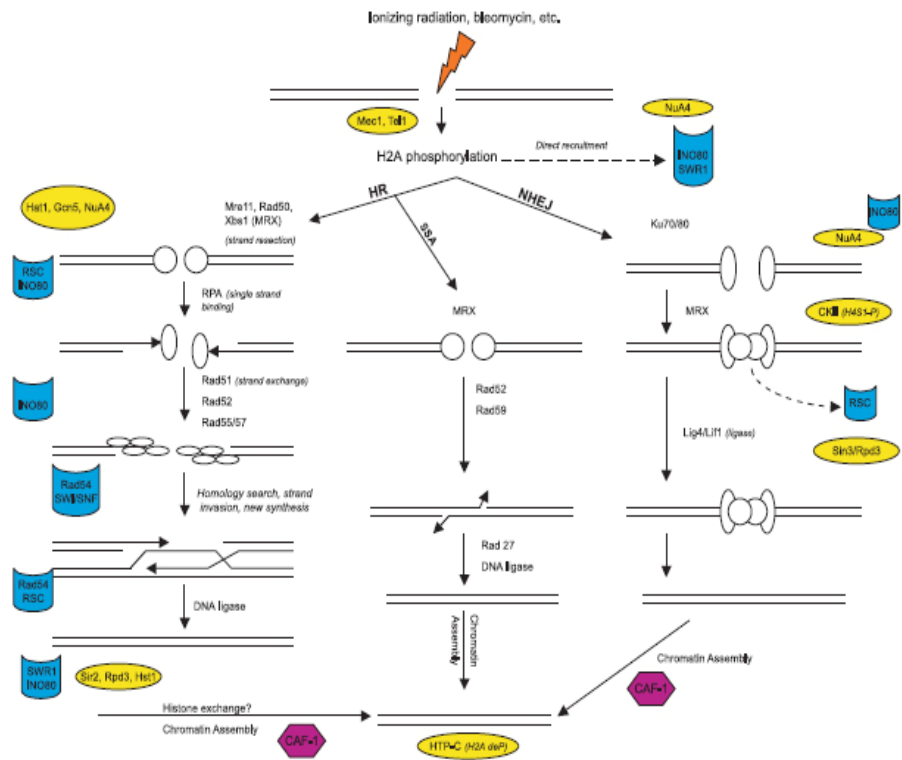 Ionizing radiation, bleomycin, etc.
Mec1, Tel1
NuA4
H2A phosphorylation
Direct recruitment
INO80
SWR1
HR
SSA
NHEJ
Hat1, Gcn5, NuA4
Mre11, Rad50,
Xbs1 (MRX)
(strand resection)
Ku70/80
INO80
NuA4
RSC
INO80
RPA (single strand
binding)
MRX
MRX
CKII (H4S1-P)
INO80
Rad51 (strand exchange)
Rad52
Rad55/57
Rad52
Rad59
RSC
Lig4/Lif1 (ligase)
Sin3/Rpd3
Rad54
SWI/SNF
Homology search, strand
invasion, new synthesis
Rad 27
DNA ligase
Rad54
RSC
DNA ligase
Chromatin
Assembly
SWR1
INO80
Sir2, Rpd3, Hst1
Chromatin Assembly
CAF-1
Histone exchange?
Chromatin Assembly
CAF-1
HTP-C (H2A deP)